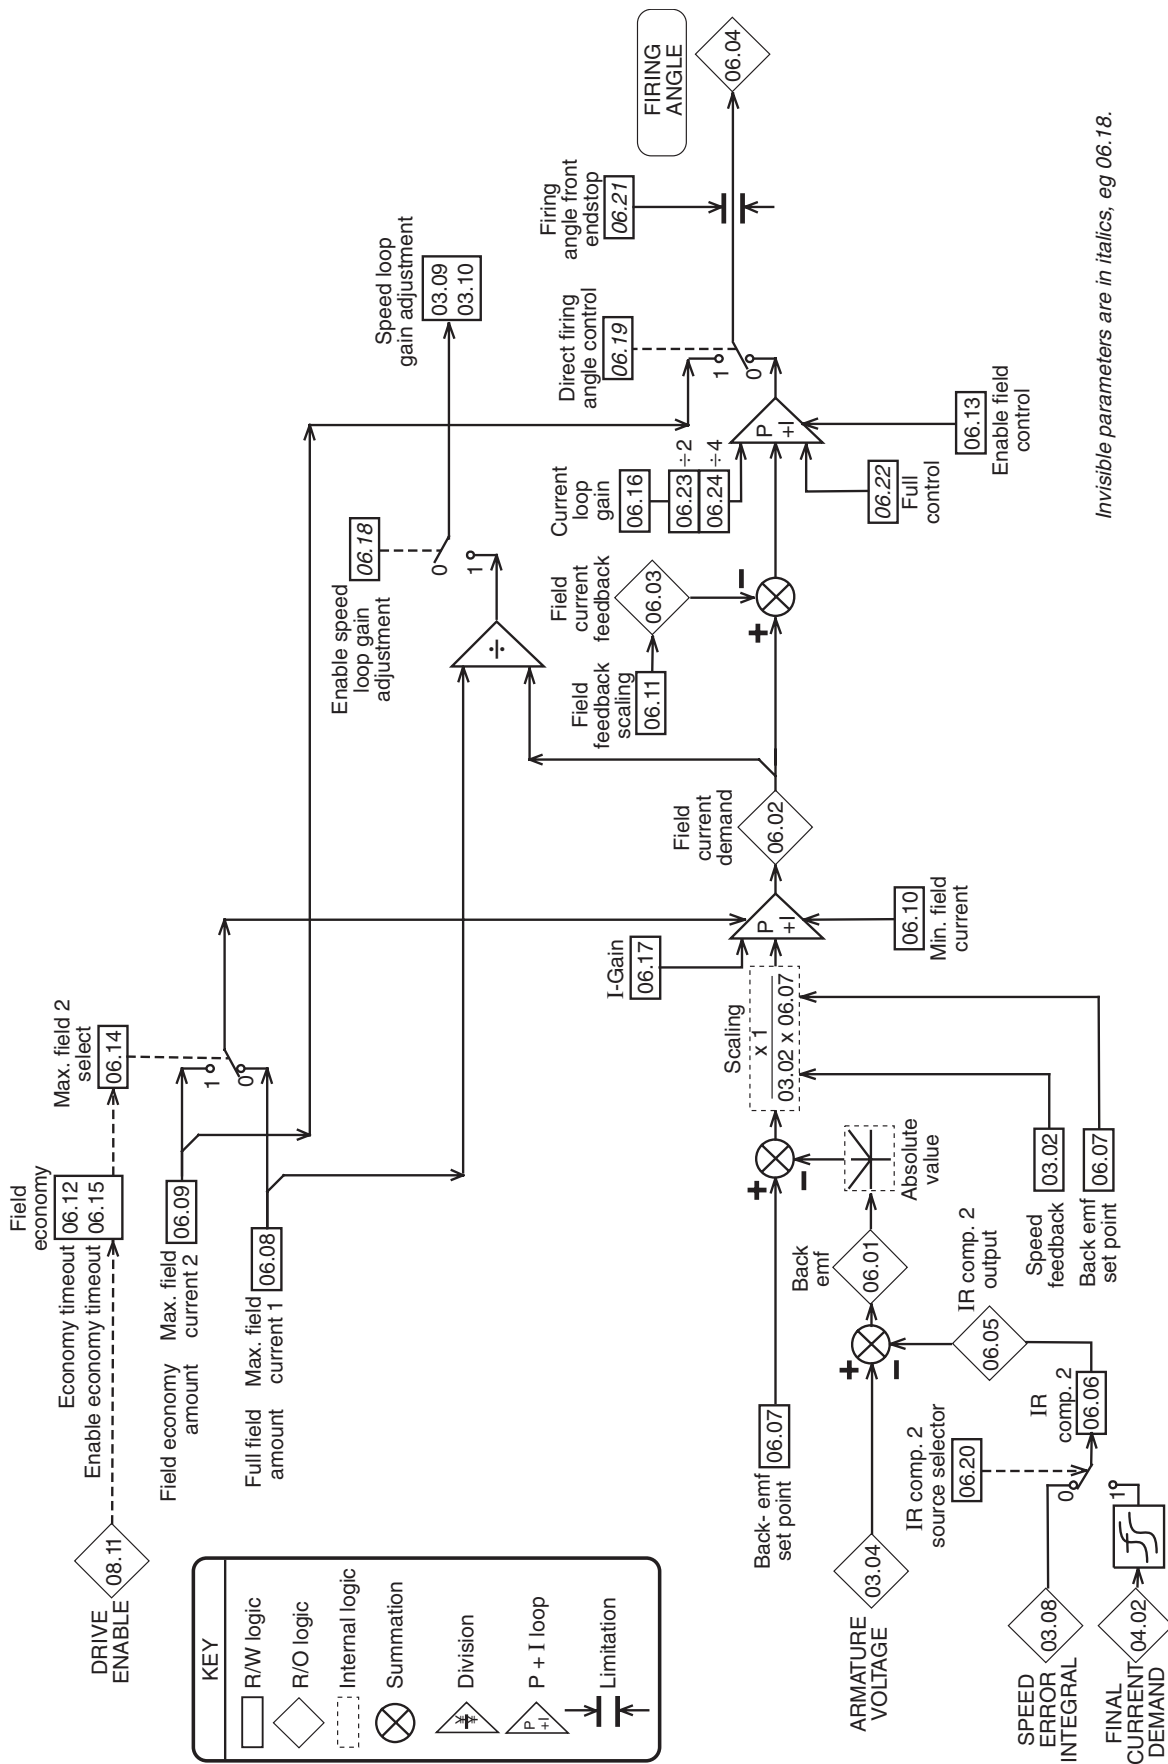 DRIVE
ENABLE
08.11
Economy timeout
Enable economy timeout
Field
economy
06.12
06.15
Max. field 2
select
06.14
Field economy
amount
Max. field
current 2
06.09
1
0
Full field
amount
Max. field
current 1
06.08
Enable speed
loop gain
adjustment
06.18
0
1
÷
Speed loop
gain adjustment
03.09
03.10
KEY
R/W logic
R/O logic
Internal logic
Summation
Division
P
+I
P + I loop
Limitation
Back- emf
set point
06.07
+
−
Scaling
x 1
03.02 x 06.07
I-Gain
06.17
P
+I
06.10
Min. field
current
Field
current
demand
06.02
Field
feedback
scaling
06.11
Field
current
feedback
06.03
+
−
Current
loop
gain
06.16
06.23
÷2
06.24
÷4
P
+I
06.22
Full
control
06.13
Enable field
control
Direct firing
angle control
06.19
1
0
Firing
angle front
endstop
06.21
FIRING
ANGLE
06.04
ARMATURE
VOLTAGE
03.04
+
−
Back
emf
06.01
Absolute
value
IR comp. 2
source selector
06.20
IR
comp. 2
06.06
IR comp. 2
output
06.05
Speed
feedback
03.02
Back emf
set point
06.07
SPEED
ERROR
INTEGRAL
03.08
0
1
FINAL
CURRENT
DEMAND
04.02
Invisible parameters are in italics, eg 06.18.